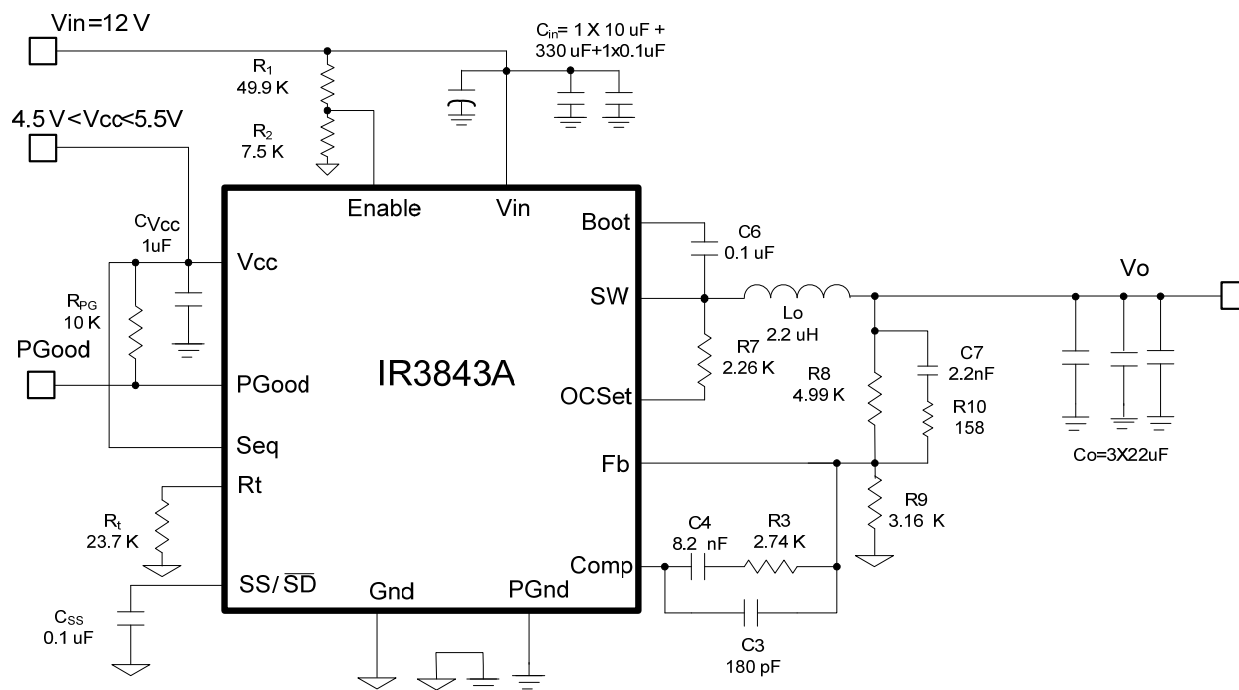 Vin=12 V
Cin= 1 X 10 uF +
330 uF+1x0.1uF
R1
49.9 K
4.5 V<Vcc<5.5V
R2
7.5 K
Enable
Vin
Boot
CVcc
1uF
C6
0.1 uF
Vcc
SW
Vo
RPG
10 K
Lo
2.2 uH
PGood
R7
2.26 K
C7
2.2nF
IR3843A
R8
4.99 K
PGood
OCSet
R10
158
Seq
Fb
Co=3X22uF
Rt
R9
3.16 K
Rt
23.7 K
C4
8.2 nF
R3
2.74 K
Comp
SS/SD
Gnd
PGnd
CSS
0.1 uF
C3
180 pF